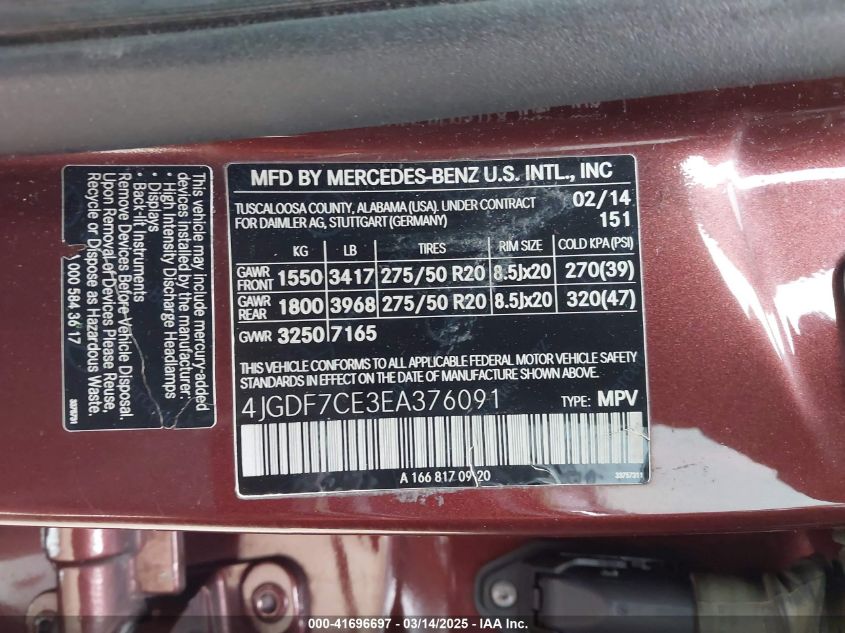 This vehicle may include mercury-added
devices installed by the manufacturer:
• High Intensity Discharge Headlamps
• Displays
• Back-lit Instruments
Remove Devices Before Vehicle Disposal.
Upon Removal of Devices Please Reuse,
Recycle or Dispose as Hazardous Waste.
000 584 36 17
MFD BY MERCEDES-BENZ U.S. INTL., INC
TUSCALOOSA COUNTY, ALABAMA (USA). UNDER CONTRACT 02/14
FOR DAIMLER AG, STUTTGART (GERMANY) 151
KG LB TIRES RIM SIZE COLD KPA(PSI)
GAWR FRONT 1550 3417 275/50 R20 8.5Jx20 270(39)
GAWR REAR 1800 3968 275/50 R20 8.5Jx20 320(47)
GVWR 3250 7165
THIS VEHICLE CONFORMS TO ALL APPLICABLE FEDERAL MOTOR VEHICLE SAFETY
STANDARDS IN EFFECT ON THE DATE OF MANUFACTURE SHOWN ABOVE.
4JGDF7CE3EA376091 TYPE: MPV
A 166 817 09 20
33757311
000-41696697 - 03/14/2025 - IAA Inc.